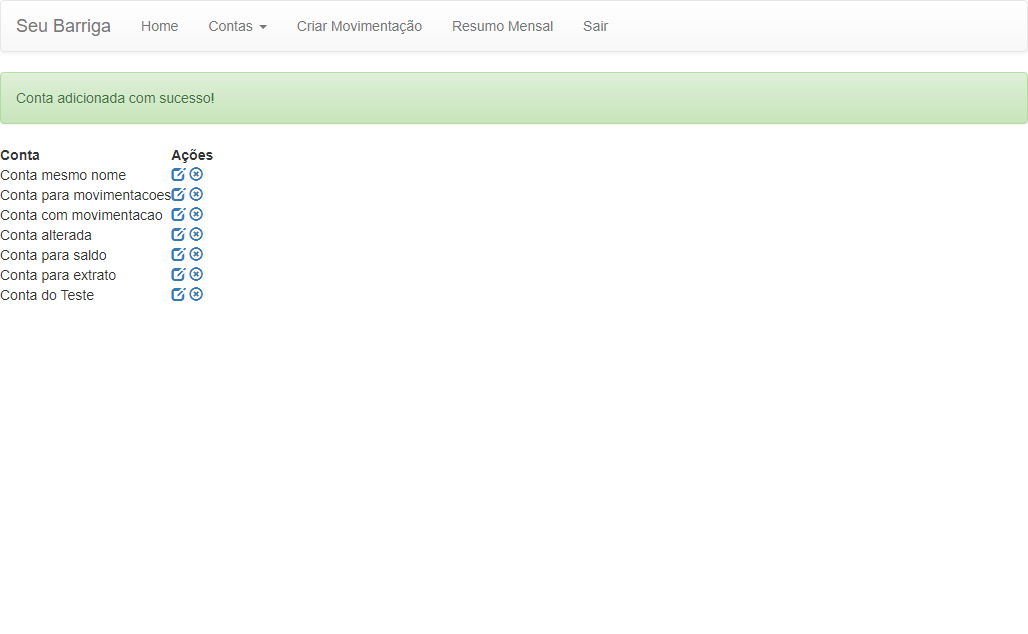 Seu Barriga Home Contas Criar Movimentação Resumo Mensal Sair
Conta adicionada com sucesso!
Conta Ações
Conta mesmo nome
Conta para movimentacoes
Conta com movimentacao
Conta alterada
Conta para saldo
Conta para extrato
Conta do Teste